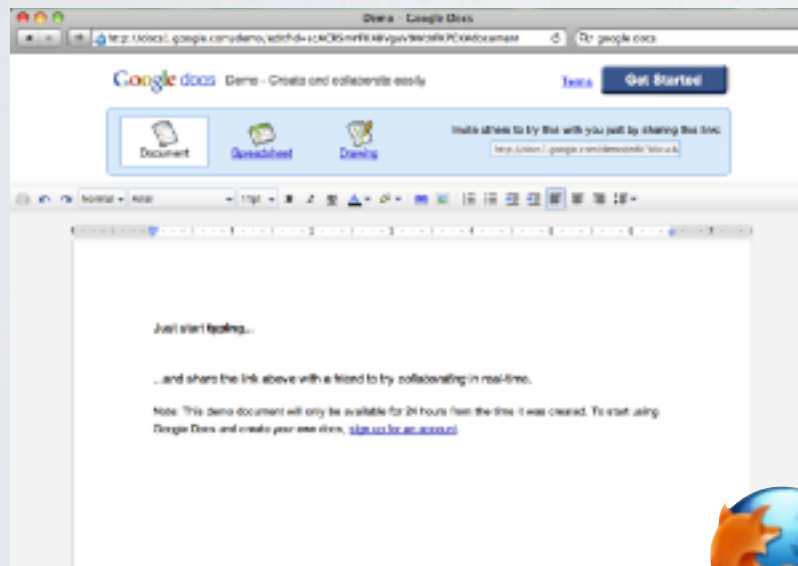 Demo - Google Docs
google docs
Google docs Demo - Create and collaborate easily
Terms
Get Started
Document
Spreadsheet
Drawing
Invite others to try this with you just by sharing this link:
Normal
Arial
11pt
Just start typing...
...and share the link above with a friend to try collaborating in real-time.
Note: This demo document will only be available for 24 hours from the time it was created. To start using
Google Docs and create your own docs, sign up for an account